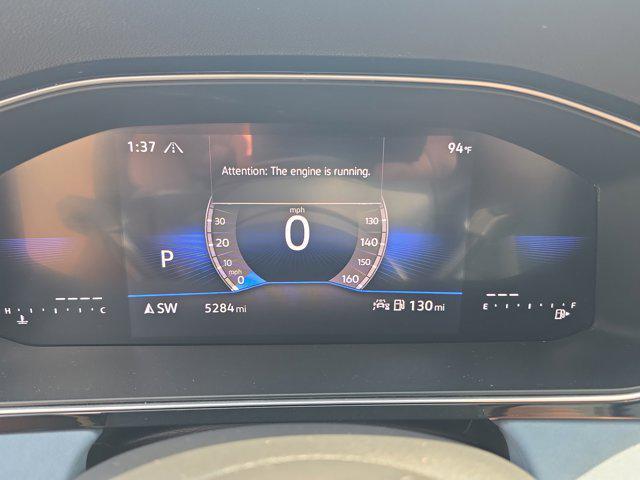 1:37
94°F
Attention: The engine is running.
mph
30
20
10
mph
0
0
130
140
150
160
P
H C
SW
5284 mi
130 mi
E F